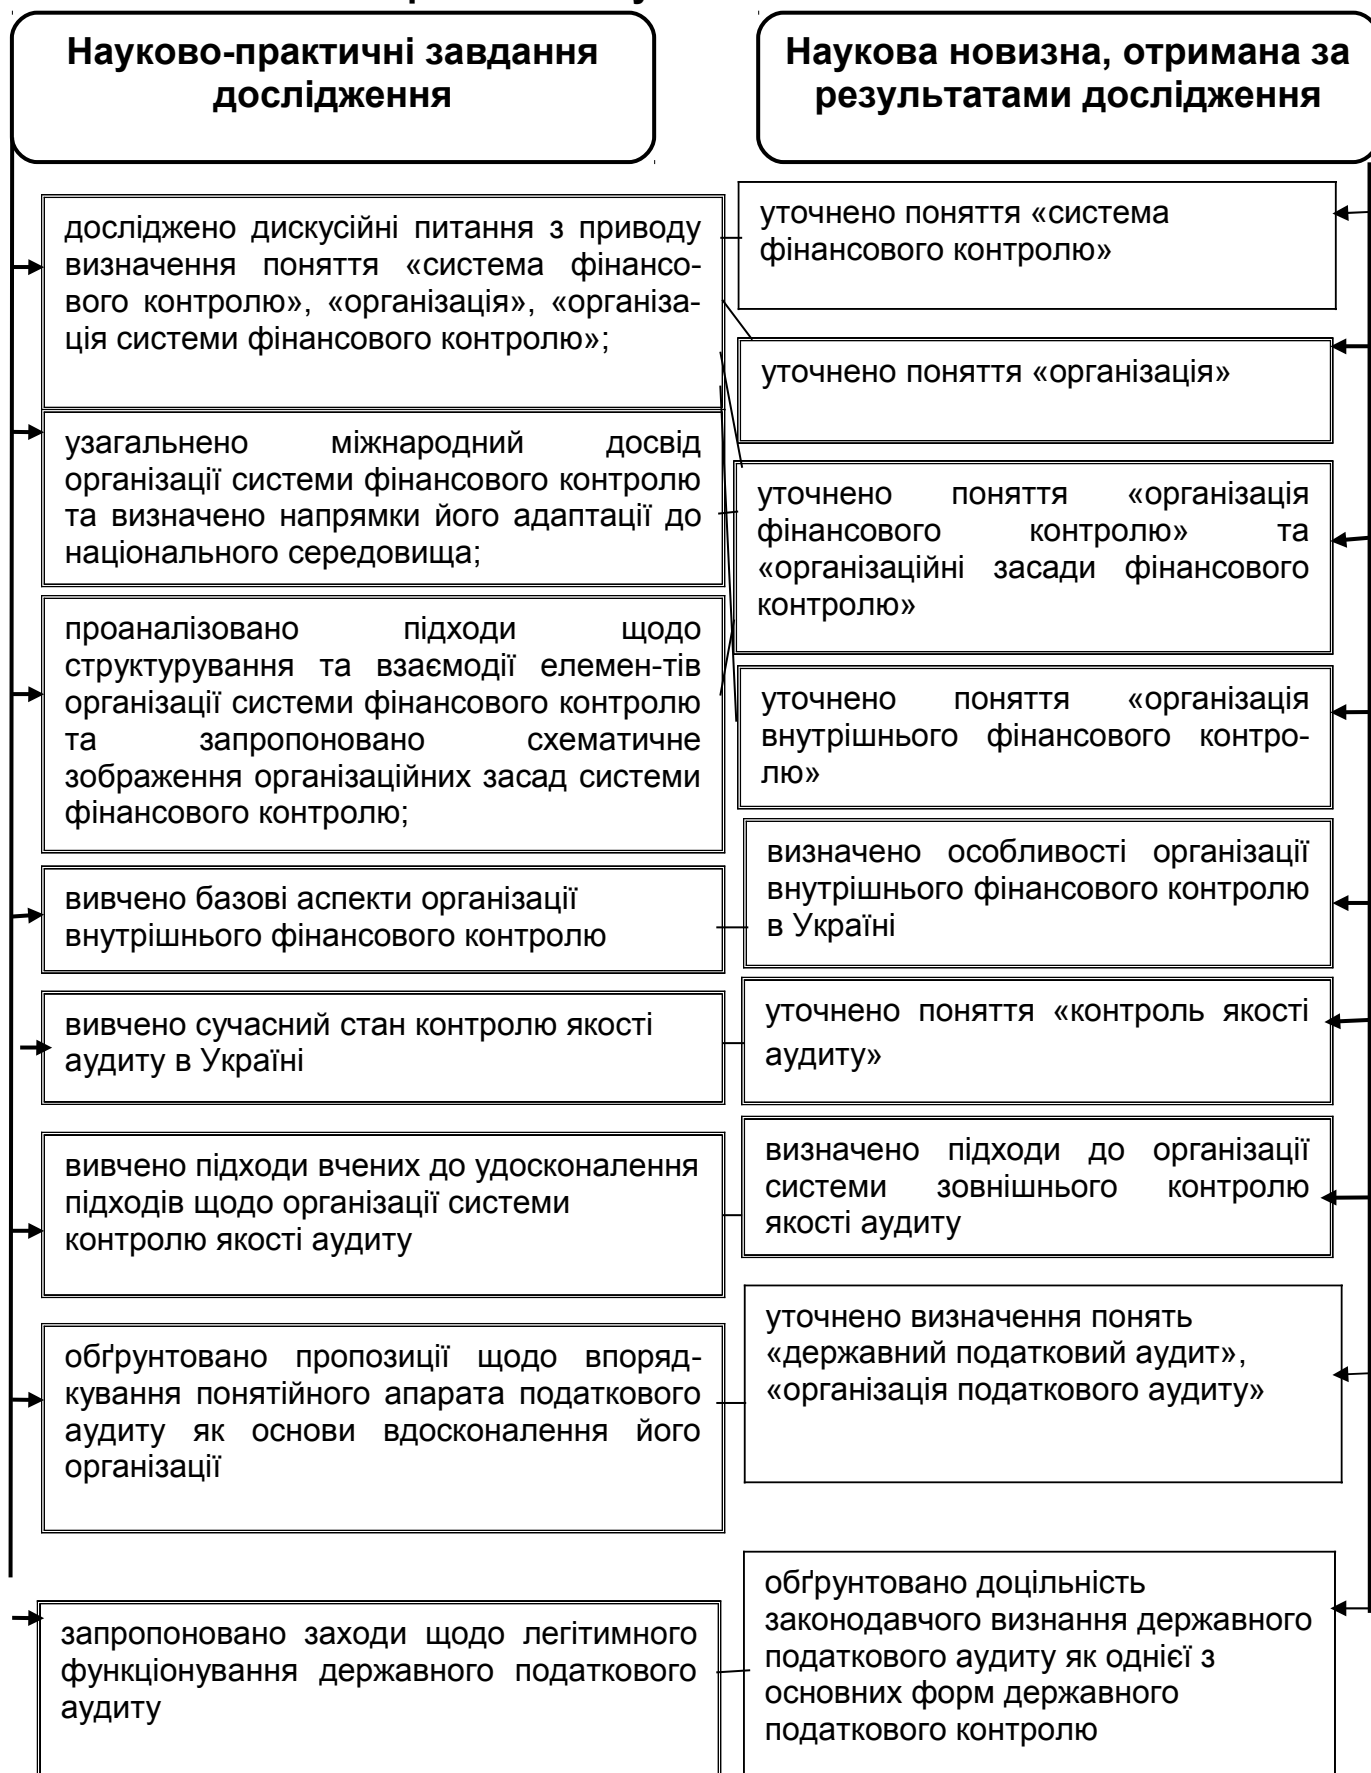 Науково-практичні завдання
дослідження
Наукова новизна, отримана за
результатами дослідження
досліджено дискусійні питання з приводу
визначення поняття «система фінансо-
вого контролю», «організація», «організа-
ція системи фінансового контролю»;
узагальнено міжнародний досвід
організації системи фінансового контролю
та визначено напрямки його адаптації до
національного середовища;
проаналізовано підходи щодо
структурування та взаємодії елемен-тів
організації системи фінансового контролю
та запропоновано схематичне
зображення організаційних засад системи
фінансового контролю;
вивчено базові аспекти організації
внутрішнього фінансового контролю
вивчено сучасний стан контролю якості
аудиту в Україні
вивчено підходи вчених до удосконалення
підходів щодо організації системи
контролю якості аудиту
обґрунтовано пропозиції щодо впоряд-
кування понятійного апарата податкового
аудиту як основи вдосконалення його
організації
запропоновано заходи щодо легітимного
функціонування державного податкового
аудиту
уточнено поняття «система
фінансового контролю»
уточнено поняття «організація»
уточнено поняття «організація
фінансового контролю» та
«організаційні засади фінансового
контролю»
уточнено поняття «організація
внутрішнього фінансового контро-
лю»
визначено особливості організації
внутрішнього фінансового контролю
в Україні
уточнено поняття «контроль якості
аудиту»
визначено підходи до організації
системи зовнішнього контролю
якості аудиту
уточнено визначення понять
«державний податковий аудит»,
«організація податкового аудиту»
обґрунтовано доцільність
законодавчого визнання державного
податкового аудиту як однієї з
основних форм державного
податкового контролю